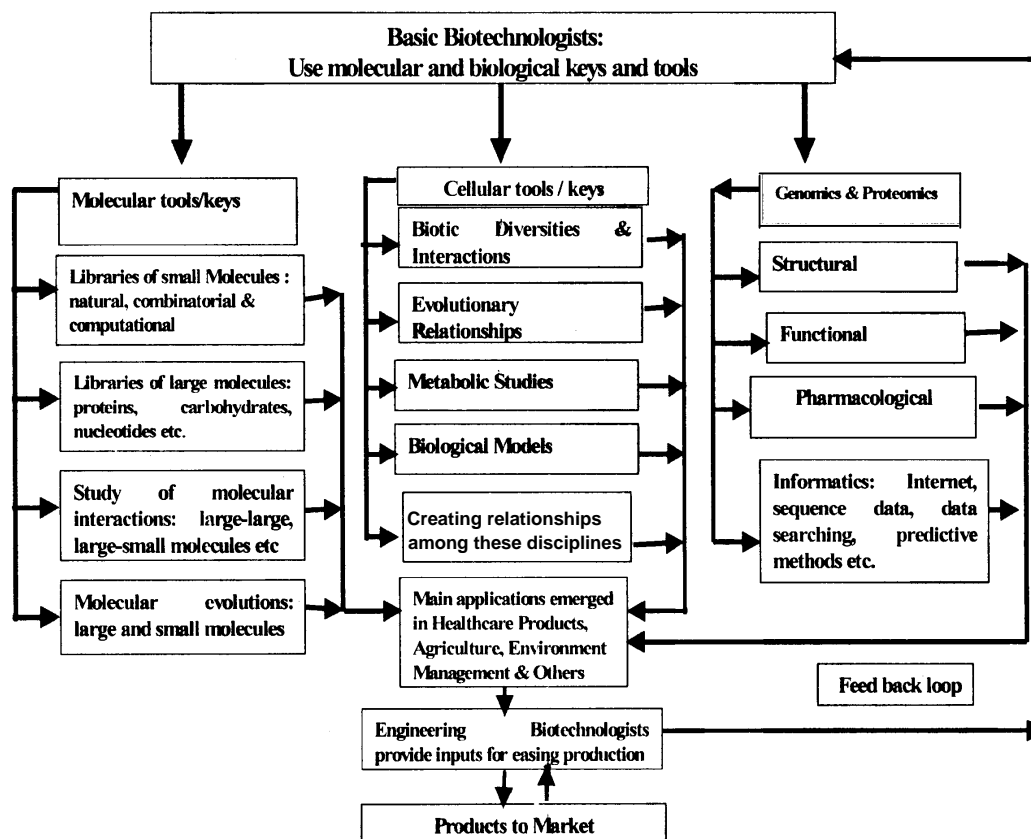 Basic Biotechnologists:
Use molecular and biological keys and tools
Molecular tools/keys
Libraries of small Molecules :
natural, combinatorial &
computational
Libraries of large molecules:
proteins, carbohydrates,
nucleotides etc.
Study of molecular
interactions: large-large,
large-small molecules etc
Molecular evolutions:
large and small molecules
Cellular tools / keys
Biotic Diversities &
Interactions
Evolutionary
Relationships
Metabolic Studies
Biological Models
Creating relationships
among these disciplines
Genomics & Proteomics
Structural
Functional
Pharmacological
Informatics: Internet,
sequence data, data
searching, predictive
methods etc.
Main applications emerged
in Healthcare Products,
Agriculture, Environment
Management & Others
Feed back loop
Engineering Biotechnologists
provide inputs for easing production
Products to Market